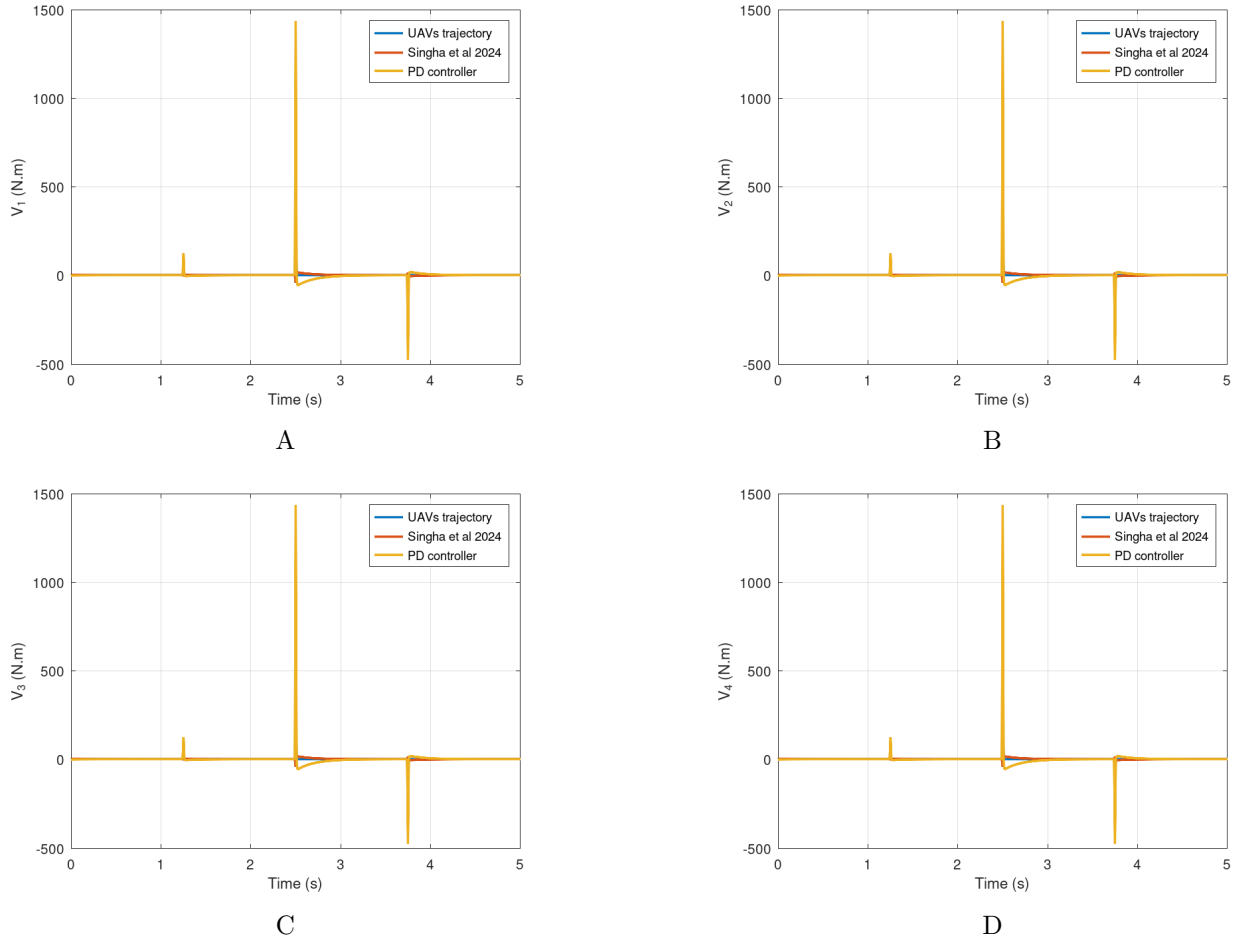 1500
1000
500
0
-500
0 1 2 3 4 5
V1 (N.m)
Time (s)
UAVs trajectory
Singha et al 2024
PD controller
A
1500
1000
500
0
-500
0 1 2 3 4 5
V2 (N.m)
Time (s)
UAVs trajectory
Singha et al 2024
PD controller
B
1500
1000
500
0
-500
0 1 2 3 4 5
V3 (N.m)
Time (s)
UAVs trajectory
Singha et al 2024
PD controller
C
1500
1000
500
0
-500
0 1 2 3 4 5
V4 (N.m)
Time (s)
UAVs trajectory
Singha et al 2024
PD controller
D